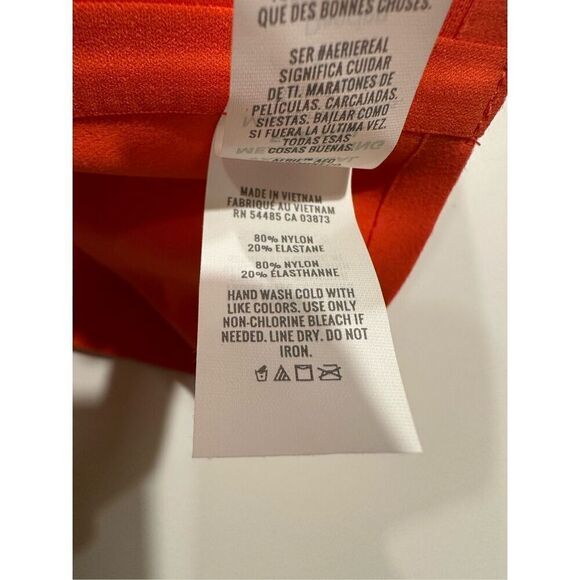 QUE DES BONNES CHOSES.
SER #AERIEREAL
SIGNIFICA CUIDAR
DE TI. MARATONES DE
PELÍCULAS. CARCAJADAS.
SIESTAS. BAILAR COMO
SI FUERA LA ÚLTIMA VEZ.
TODAS ESAS
COSAS BUENAS.
MADE IN VIETNAM
FABRIQUÉ AU VIETNAM
RN 54485 CA 03873
80% NYLON
20% ELASTANE
80% NYLON
20% ÉLASTHANNE
HAND WASH COLD WITH
LIKE COLORS. USE ONLY
NON-CHLORINE BLEACH IF
NEEDED. LINE DRY. DO NOT
IRON.